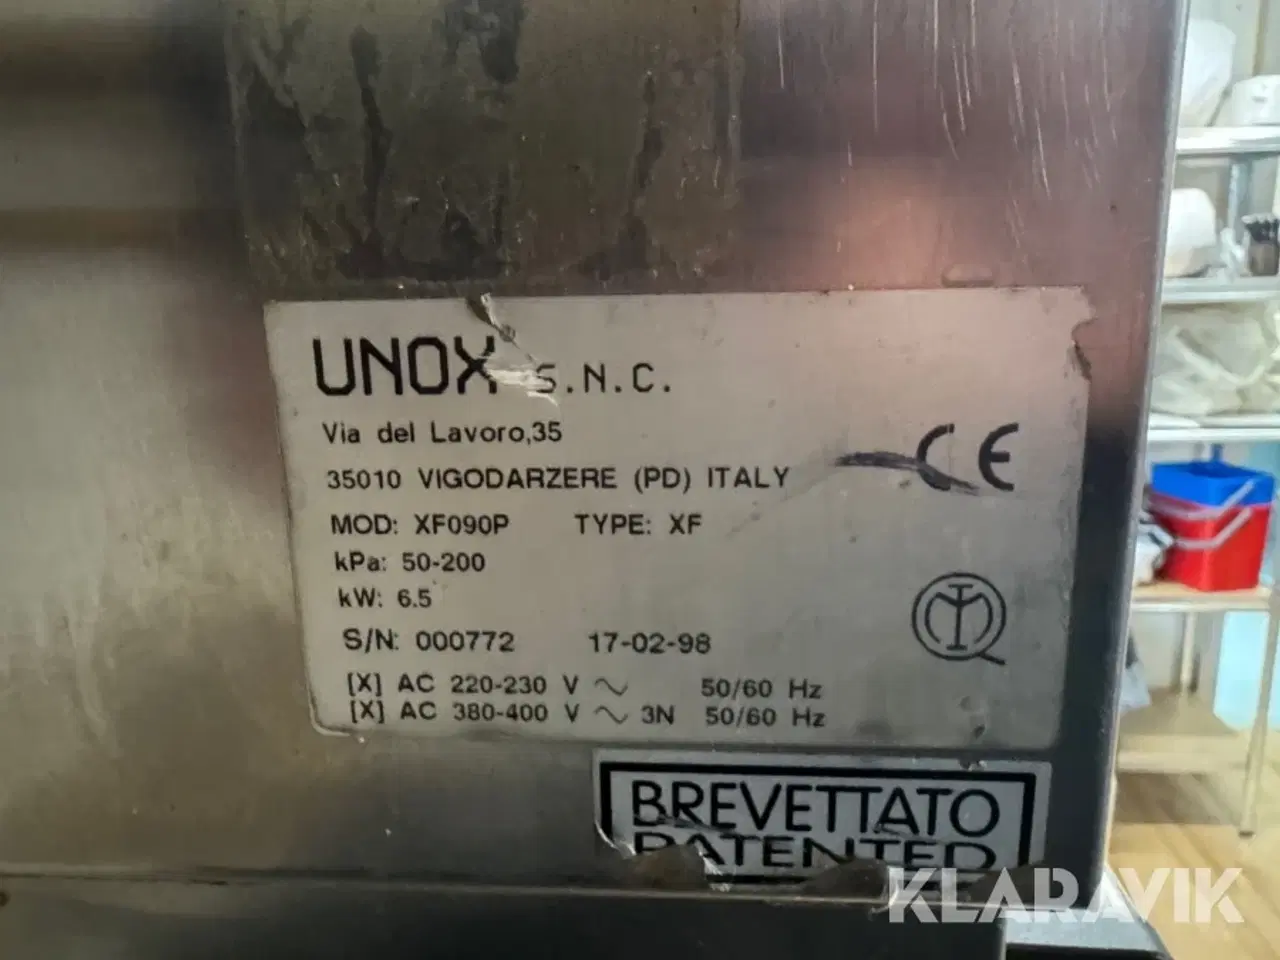 UNOX S.N.C.
Via del Lavoro,35
35010 VIGODARZERE (PD) ITALY
CE
MOD: XF090P TYPE: XF
kPa: 50-200
kW: 6.5
S/N: 000772 17-02-98
[X] AC 220-230 V ~ 50/60 Hz
[X] AC 380-400 V ~ 3N 50/60 Hz
BREVETTATO
PATENTED
KLARAVIK